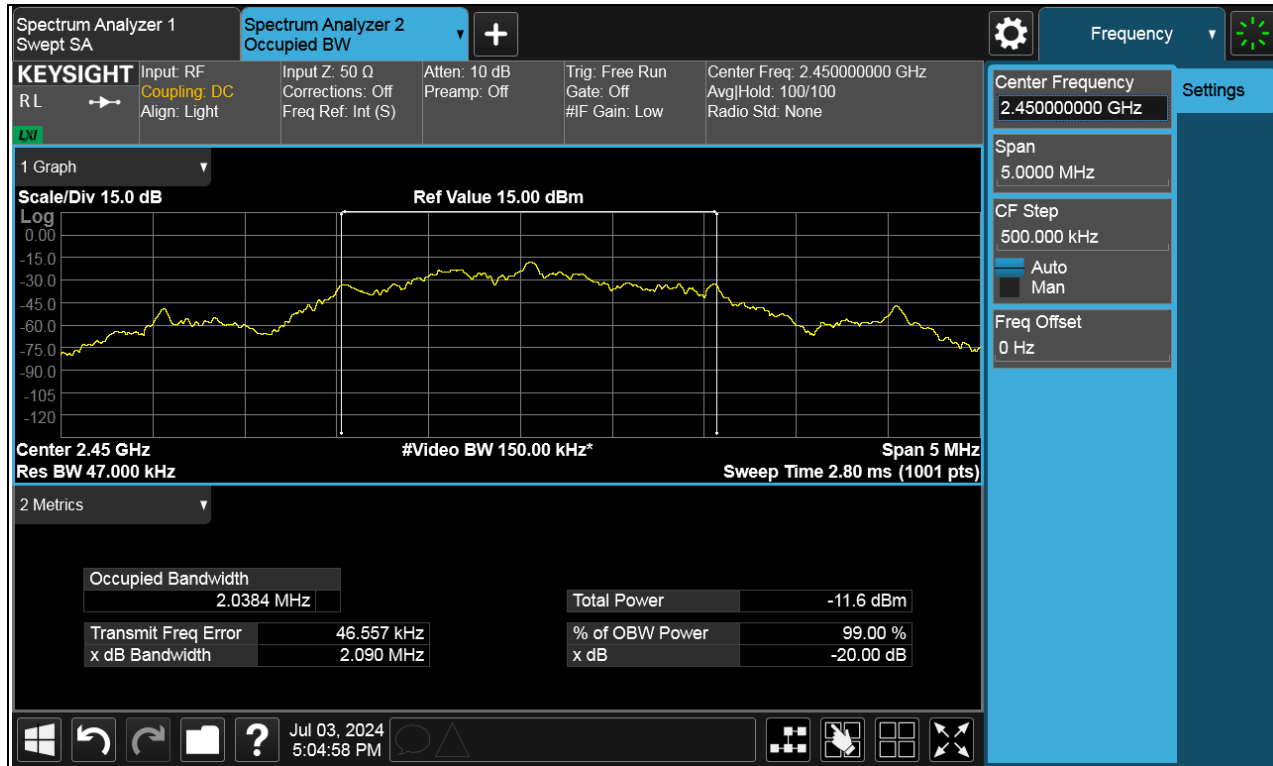 Spectrum Analyzer 1
Swept SA
Spectrum Analyzer 2
Occupied BW
Frequency
KEYSIGHT
RL
LXI
Input: RF
Coupling: DC
Align: Light
Input Z: 50 Ω
Corrections: Off
Freq Ref: Int (S)
Atten: 10 dB
Preamp: Off
Trig: Free Run
Gate: Off
#IF Gain: Low
Center Freq: 2.450000000 GHz
Avg|Hold: 100/100
Radio Std: None
Center Frequency
2.450000000 GHz
Settings
Span
5.0000 MHz
CF Step
500.000 kHz
Auto
Man
Freq Offset
0 Hz
1 Graph
Scale/Div 15.0 dB
Ref Value 15.00 dBm
Log
0.00
-15.0
-30.0
-45.0
-60.0
-75.0
-90.0
-105
-120
Center 2.45 GHz
#Video BW 150.00 kHz*
Span 5 MHz
Res BW 47.000 kHz
Sweep Time 2.80 ms (1001 pts)
2 Metrics
Occupied Bandwidth
2.0384 MHz
Total Power -11.6 dBm
Transmit Freq Error 46.557 kHz
% of OBW Power 99.00 %
x dB Bandwidth 2.090 MHz
x dB -20.00 dB
?
Jul 03, 2024
5:04:58 PM